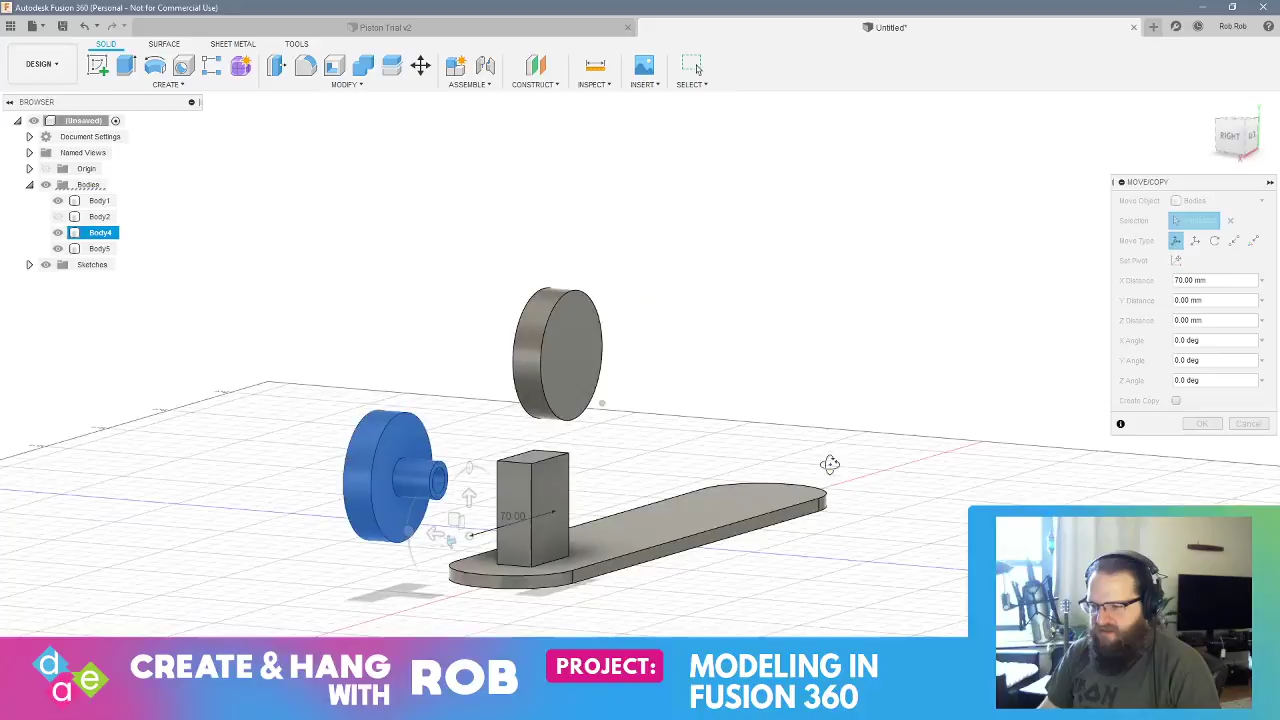 Autodesk Fusion 360 (Personal - Not for Commercial Use)
Piston Trial v2
Untitled*
Rob Rob
DESIGN
SOLID
SURFACE
SHEET METAL
TOOLS
CREATE
MODIFY
ASSEMBLE
CONSTRUCT
INSPECT
INSERT
SELECT
BROWSER
(Unsaved)
Document Settings
Named Views
Origin
Bodies
Body1
Body2
Body4
Body5
Sketches
RIGHT
MOVE/COPY
Move Object
Bodies
Selection
Move Type
Set Pivot
X Distance
70.00 mm
Y Distance
0.00 mm
Z Distance
0.00 mm
X Angle
0.0 deg
Y Angle
0.0 deg
Z Angle
0.0 deg
Create Copy
OK
Cancel
70.00
d
a
e
CREATE & HANG
WITH
ROB
PROJECT:
MODELING IN
FUSION 360